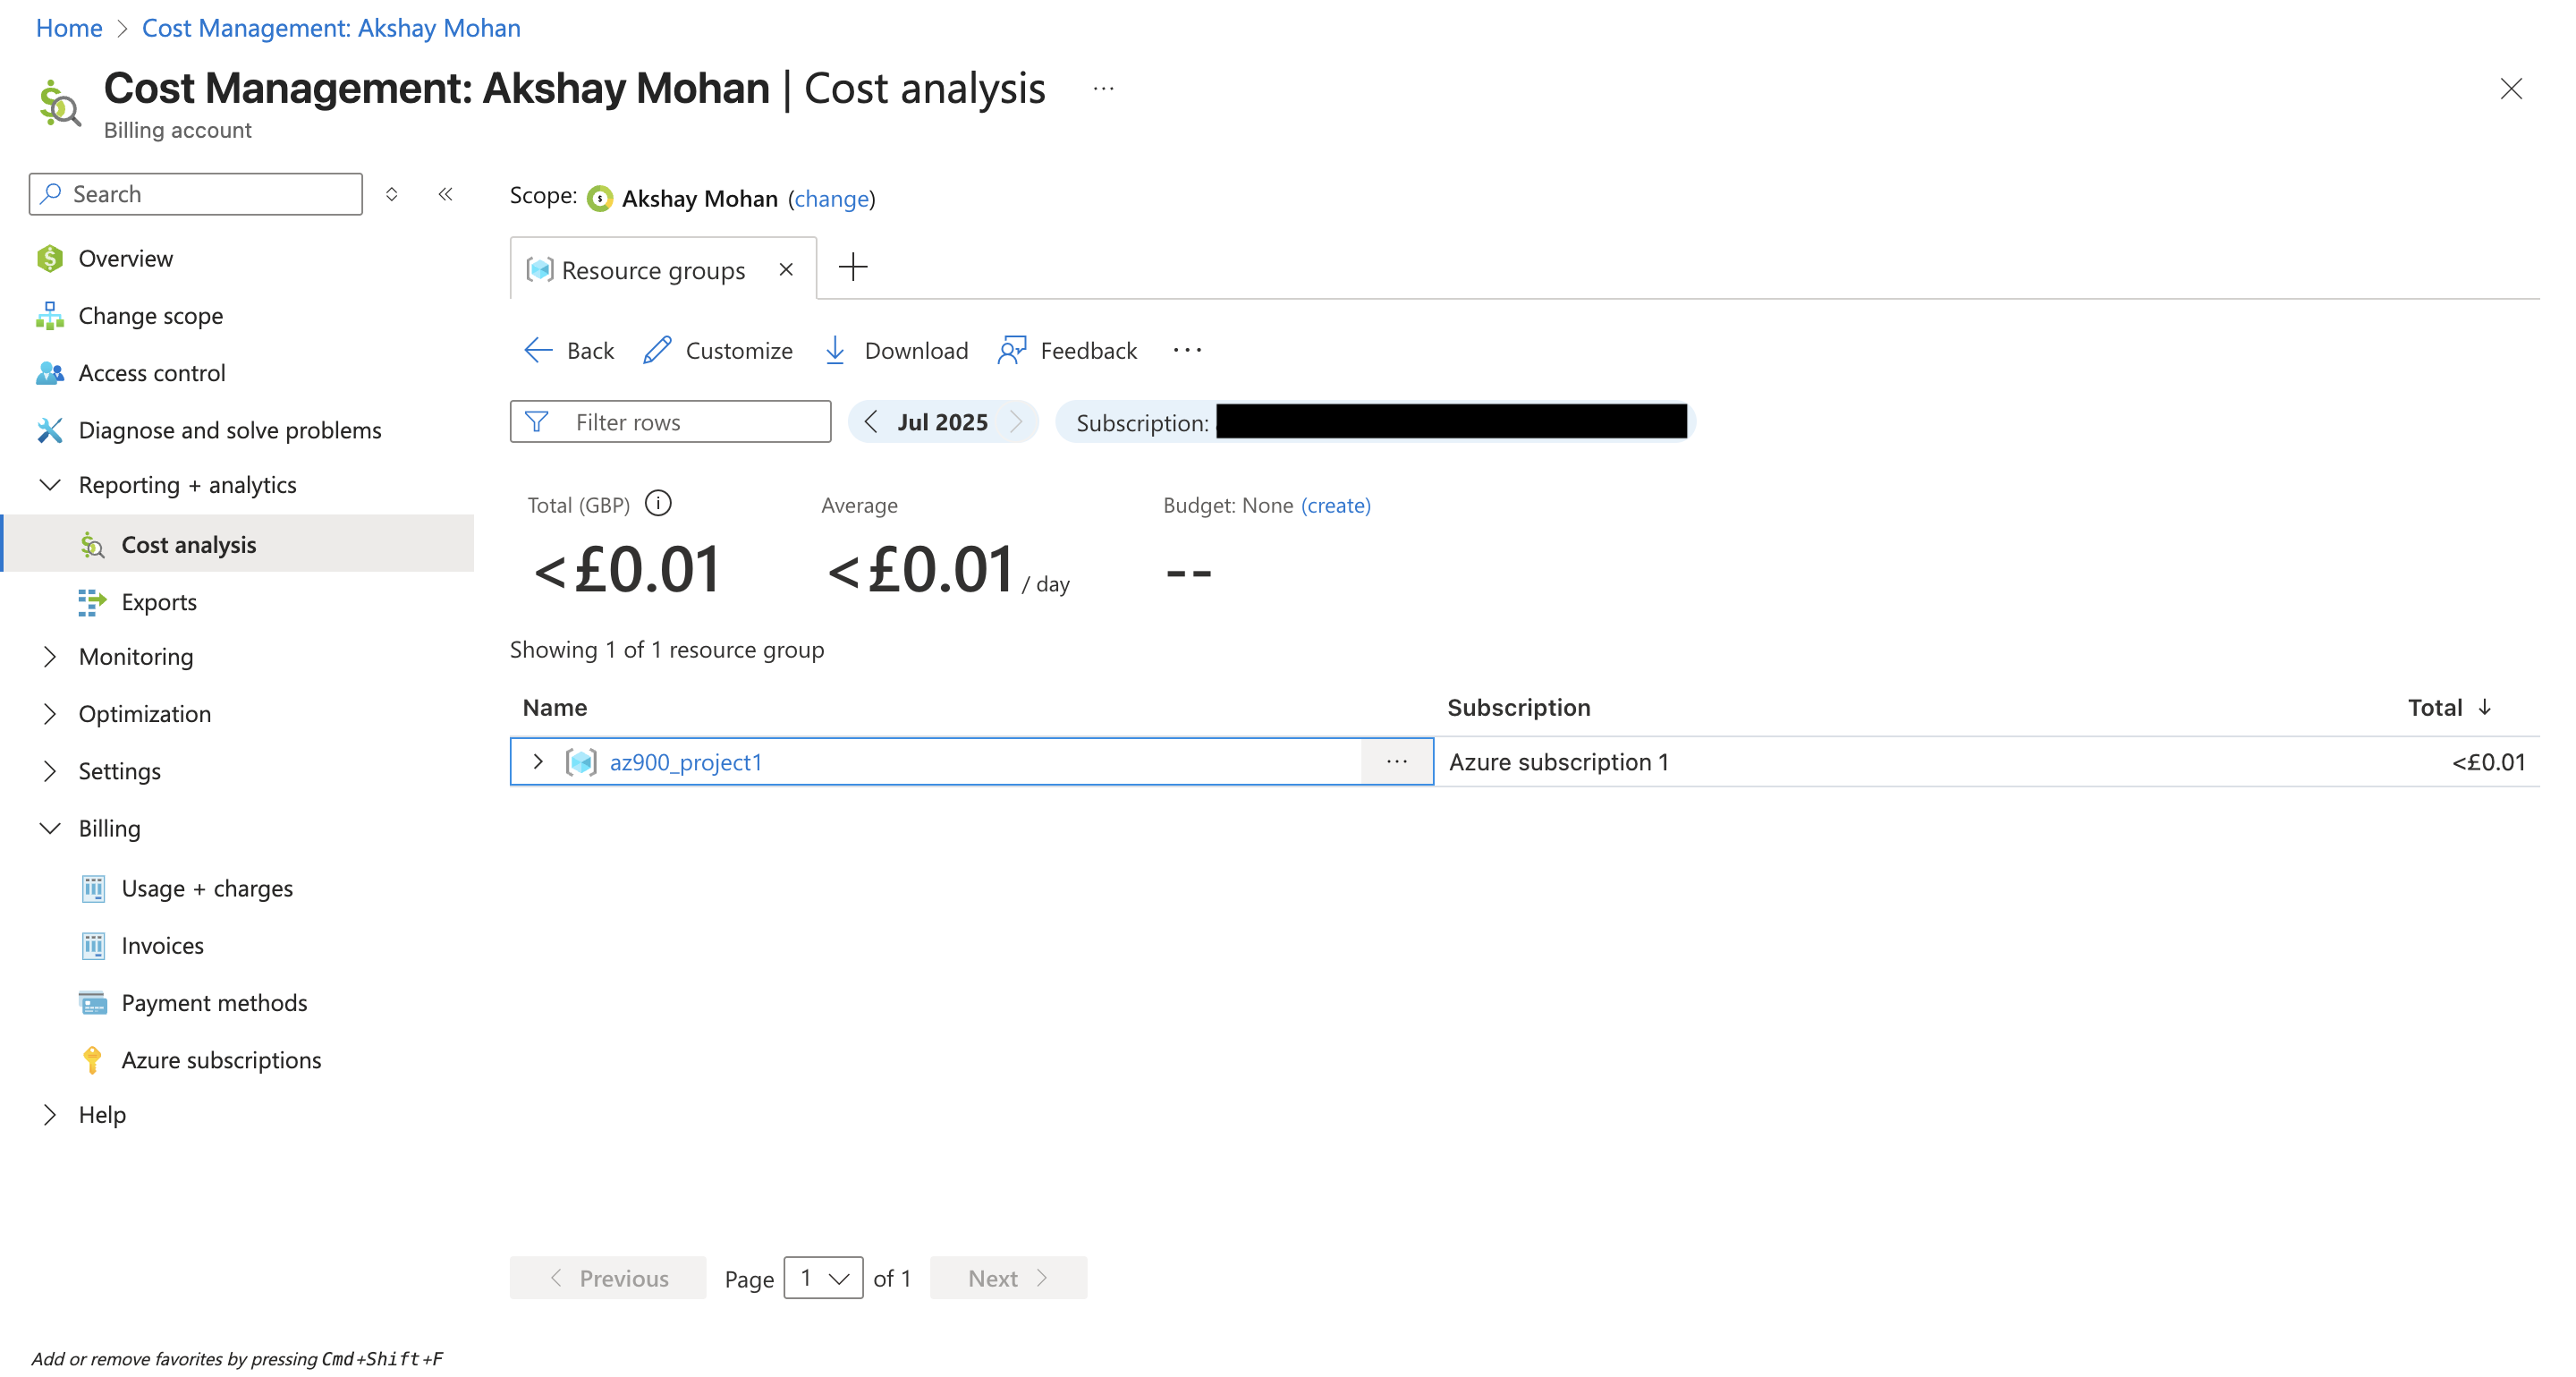 Home > Cost Management: Akshay Mohan
Cost Management: Akshay Mohan | Cost analysis ...
Billing account
Search
Overview
Change scope
Access control
Diagnose and solve problems
Reporting + analytics
Cost analysis
Exports
Monitoring
Optimization
Settings
Billing
Usage + charges
Invoices
Payment methods
Azure subscriptions
Help
Add or remove favorites by pressing Cmd+Shift+F
Scope: Akshay Mohan (change)
Resource groups
Back Customize Download Feedback ...
Filter rows Jul 2025 Subscription:
Total (GBP) Average Budget: None (create)
<£0.01 <£0.01 / day --
Showing 1 of 1 resource group
Name Subscription Total ↓
az900_project1 ... Azure subscription 1 <£0.01
Previous Page 1 of 1 Next